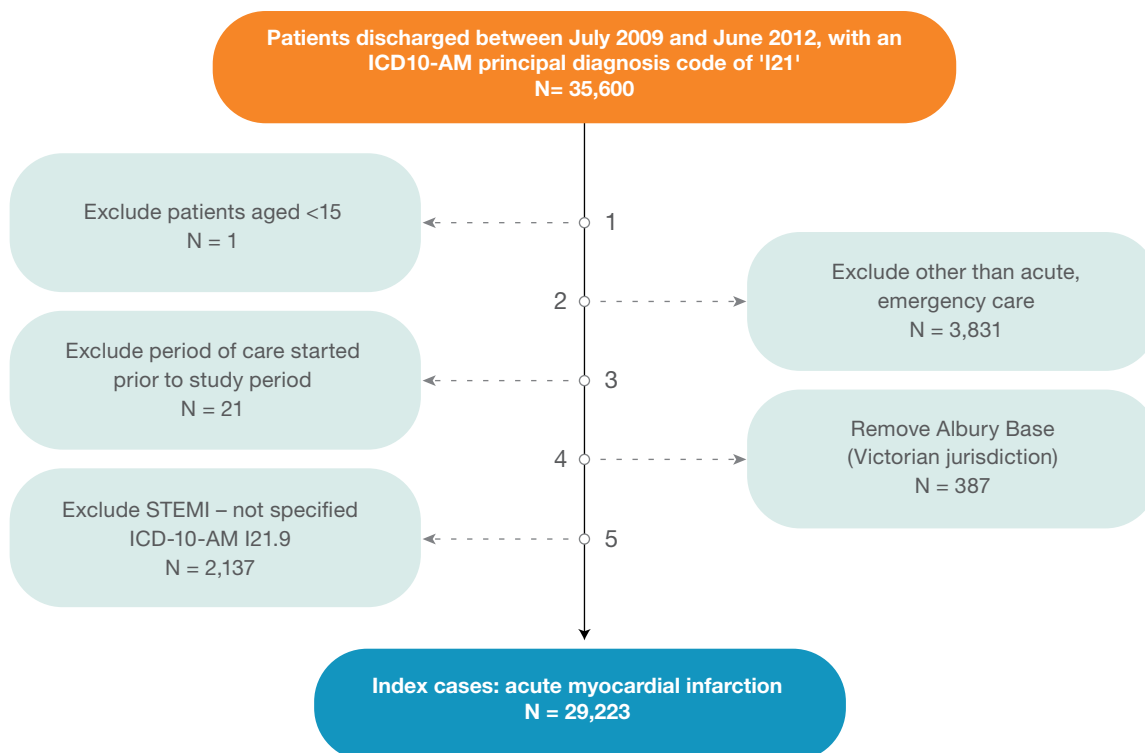 Patients discharged between July 2009 and June 2012, with an
ICD10-AM principal diagnosis code of 'I21'
N= 35,600
Exclude patients aged <15
N = 1
1
2
Exclude other than acute,
emergency care
N = 3,831
Exclude period of care started
prior to study period
N = 21
3
4
Remove Albury Base
(Victorian jurisdiction)
N = 387
Exclude STEMI – not specified
ICD-10-AM I21.9
N = 2,137
5
Index cases: acute myocardial infarction
N = 29,223